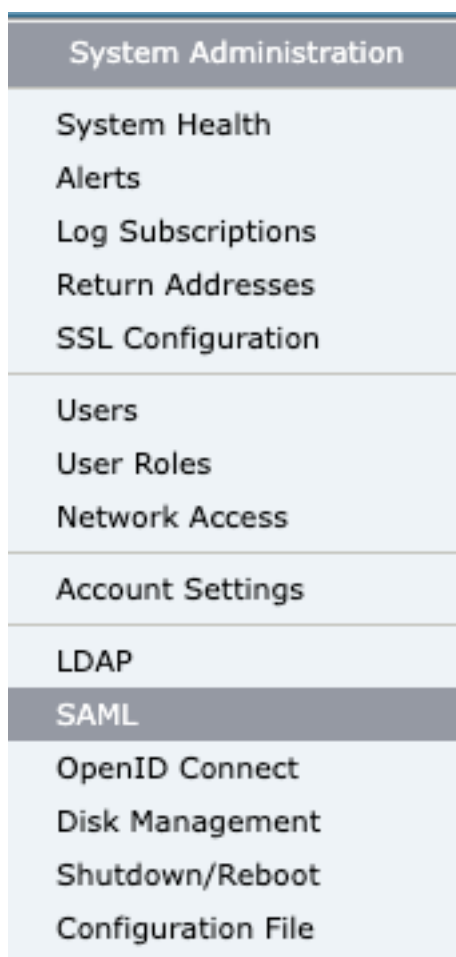 System Administration
System Health
Alerts
Log Subscriptions
Return Addresses
SSL Configuration
Users
User Roles
Network Access
Account Settings
LDAP
SAML
OpenID Connect
Disk Management
Shutdown/Reboot
Configuration File